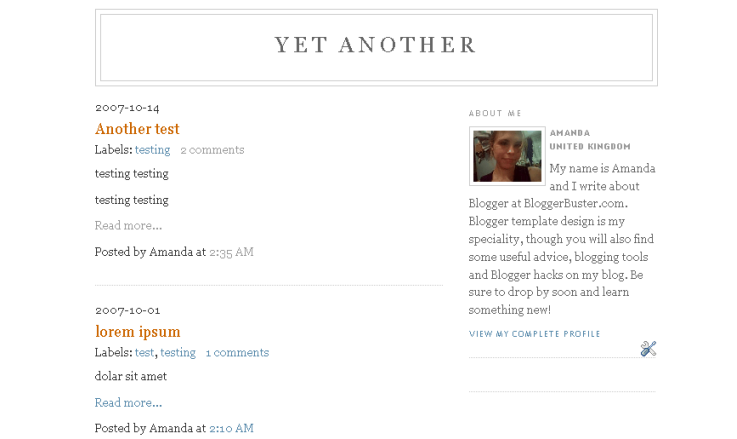 YET ANOTHER
2007-10-14
Another test
Labels: testing 2 comments
testing testing
testing testing
Read more...
Posted by Amanda at 2:35 AM
2007-10-01
lorem ipsum
Labels: test, testing 1 comments
dolar sit amet
Read more...
Posted by Amanda at 2:10 AM
ABOUT ME
AMANDA
UNITED KINGDOM
My name is Amanda
and I write about
Blogger at BloggerBuster.com.
Blogger template design is my
speciality, though you will also find
some useful advice, blogging tools
and Blogger hacks on my blog. Be
sure to drop by soon and learn
something new!
VIEW MY COMPLETE PROFILE